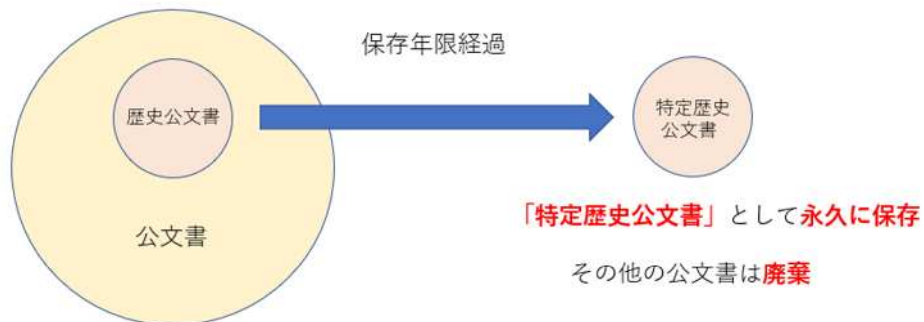 保存年限経過
歴史公文書
特定歴史
公文書
公文書
「特定歴史公文書」として永久に保存
その他の公文書は廃棄